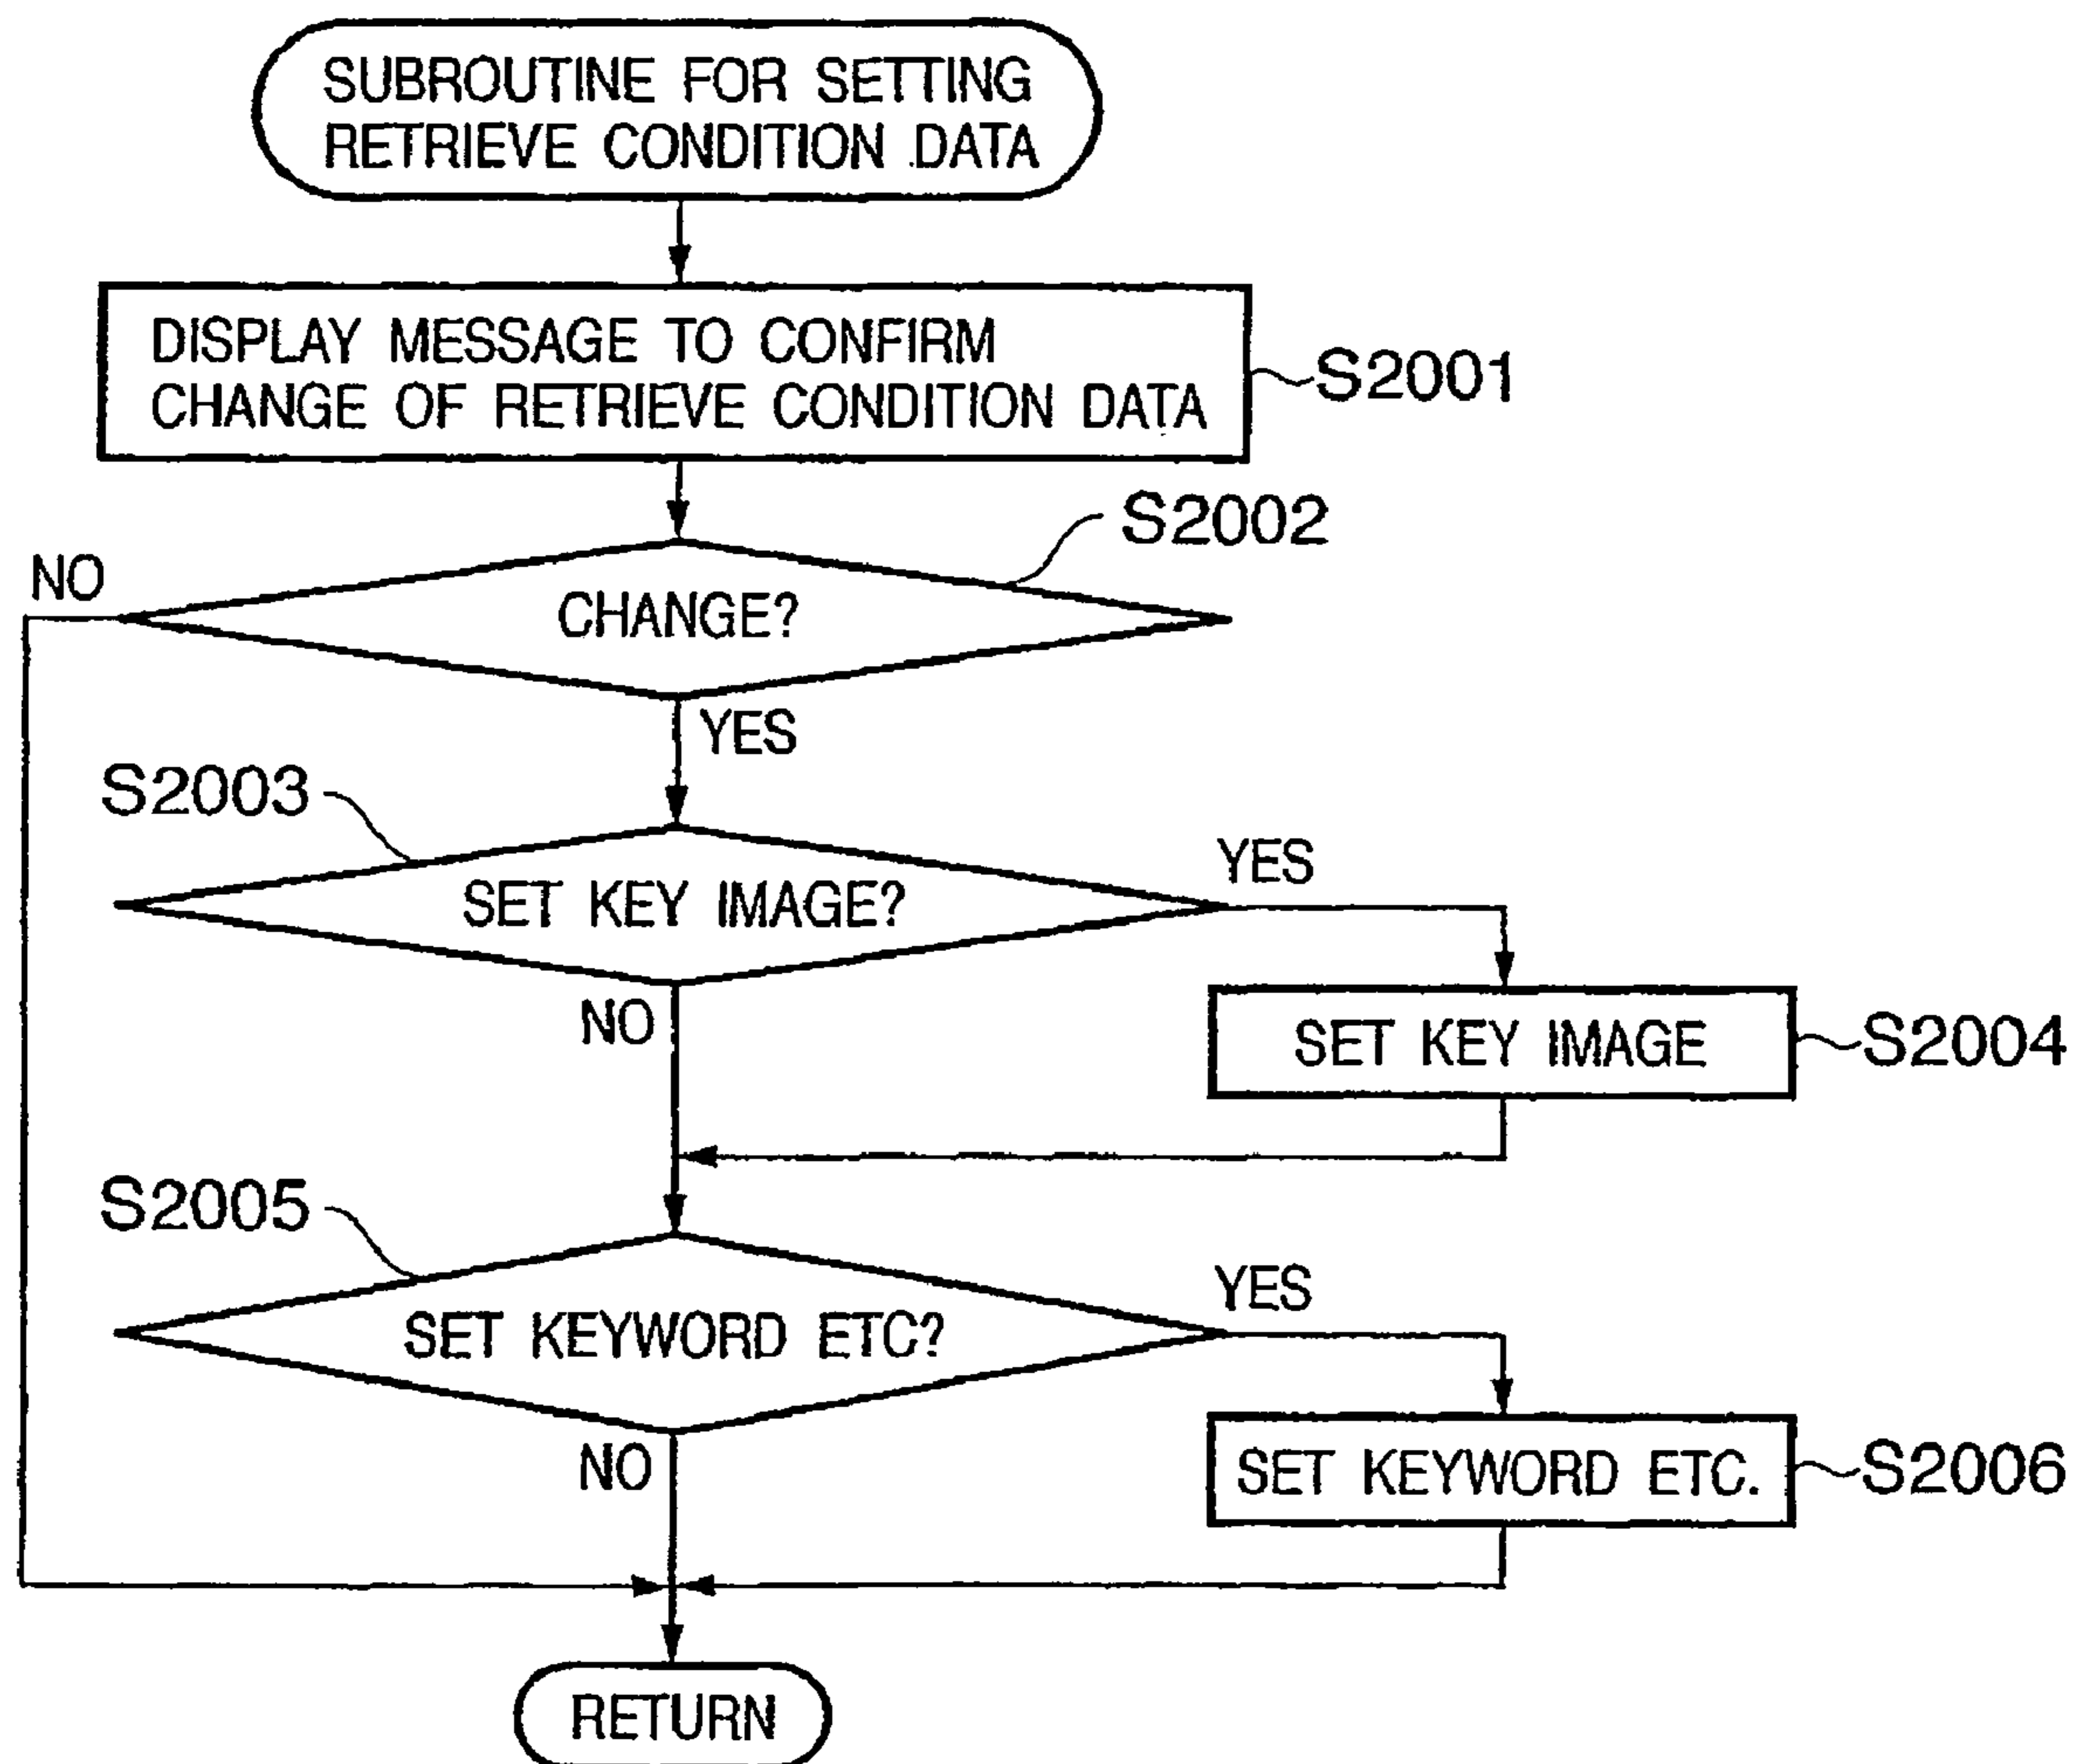 SUBROUTINE FOR SETTING
RETRIEVE CONDITION DATA
DISPLAY MESSAGE TO CONFIRM
CHANGE OF RETRIEVE CONDITION DATA
S2001
S2002
NO
CHANGE?
YES
S2003
YES
SET KEY IMAGE?
NO
SET KEY IMAGE
S2004
S2005
YES
SET KEYWORD ETC?
NO
SET KEYWORD ETC.
S2006
RETURN